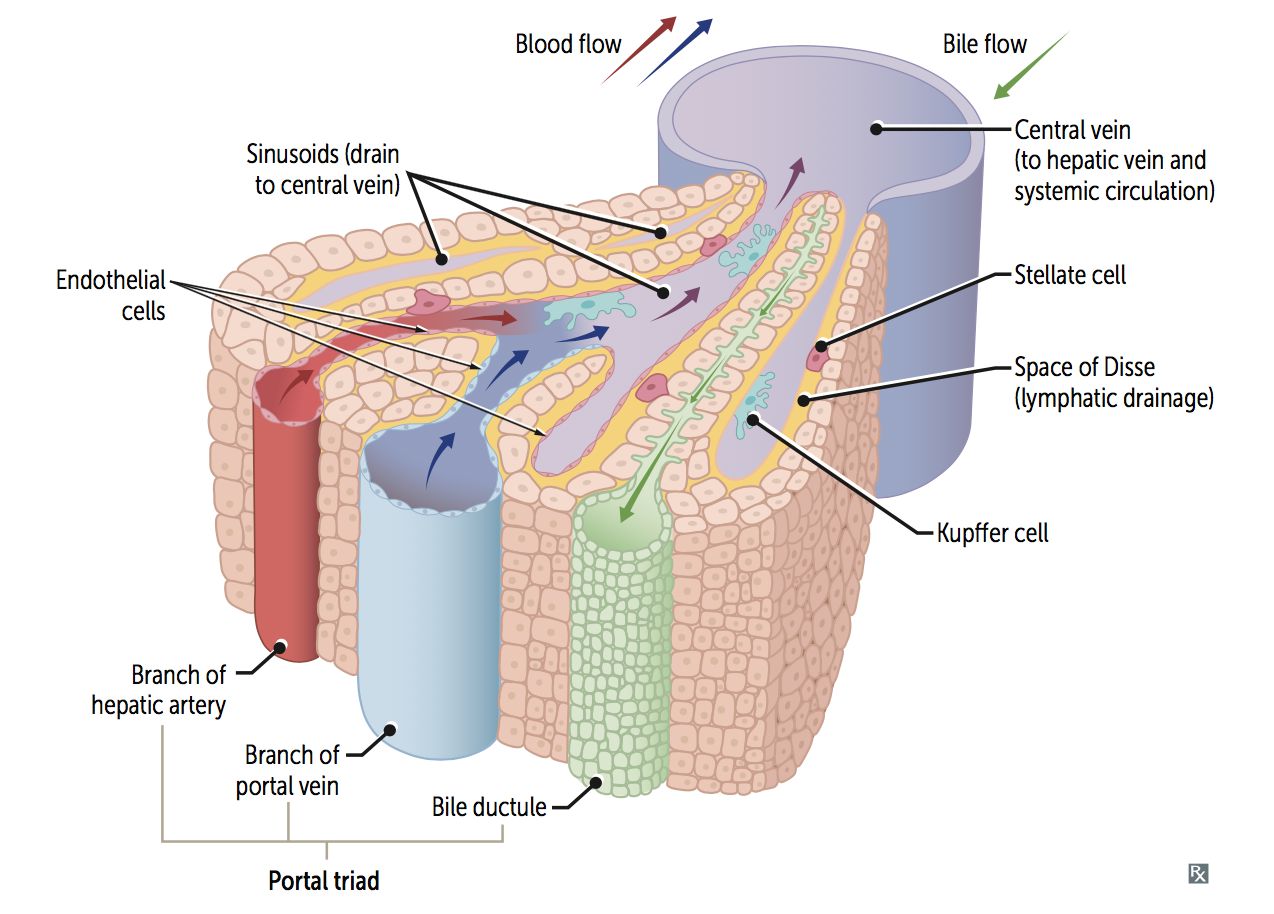 Blood flow
Bile flow
Central vein
(to hepatic vein and
systemic circulation)
Sinusoids (drain
to central vein)
Endothelial
cells
Stellate cell
Space of Disse
(lymphatic drainage)
Kupffer cell
Branch of
hepatic artery
Branch of
portal vein
Bile ductule
Portal triad
RX